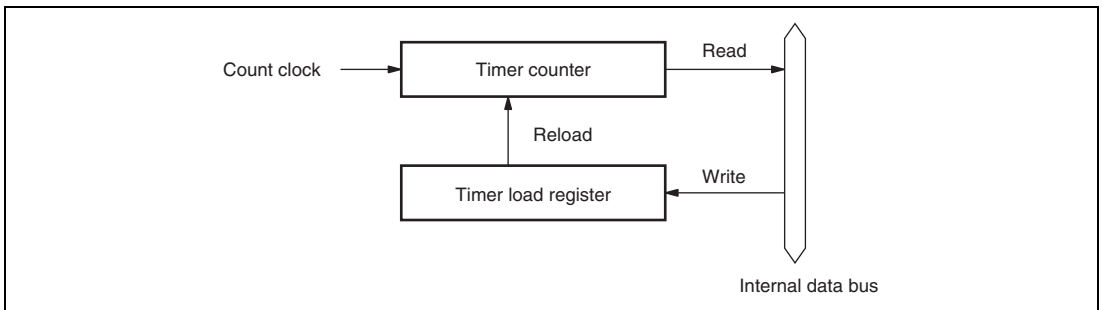 Read
Count clock
Timer counter
Reload
Write
Timer load register
Internal data bus